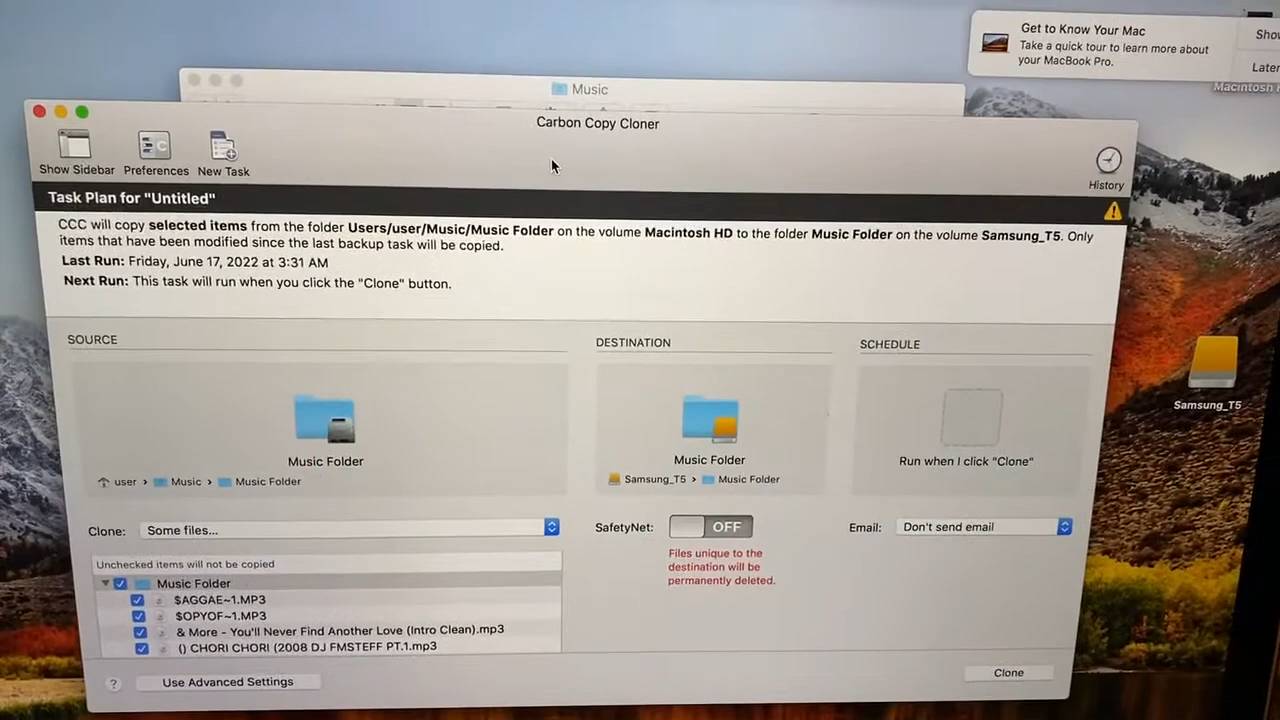 Get to Know Your Mac
Take a quick tour to learn more about
your MacBook Pro.
Later
Macintosh
Music
Carbon Copy Cloner
Show Sidebar
Preferences
New Task
History
Task Plan for "Untitled"
CCC will copy selected items from the folder Users/user/Music/Music Folder on the volume Macintosh HD to the folder Music Folder on the volume Samsung_T5. Only
items that have been modified since the last backup task will be copied.
Last Run: Friday, June 17, 2022 at 3:31 AM
Next Run: This task will run when you click the "Clone" button.
SOURCE
DESTINATION
SCHEDULE
Music Folder
user › Music › Music Folder
Music Folder
Samsung_T5 › Music Folder
Run when I click "Clone"
Samsung_T5
Clone: Some files...
SafetyNet: OFF
Email: Don't send email
Files unique to the
destination will be
permanently deleted.
Unchecked items will not be copied
Music Folder
$AGGAE~1.MP3
$OPYOF~1.MP3
& More - You'll Never Find Another Love (Intro Clean).mp3
() CHORI CHORI (2008 DJ FMSTEFF PT.1.mp3
? Use Advanced Settings
Clone